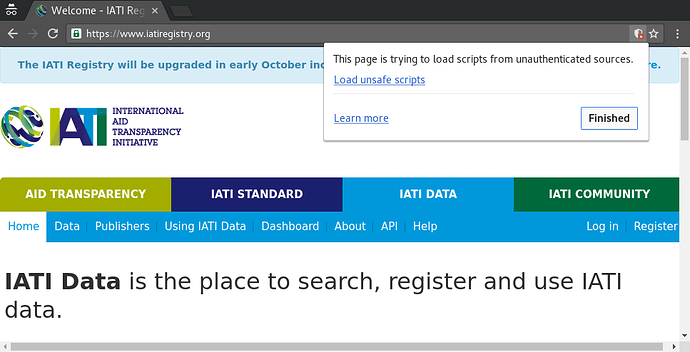 Welcome - IATI Reg
https://www.iatiregistry.org
This page is trying to load scripts from unauthenticated sources.
Load unsafe scripts
Learn more
Finished
The IATI Registry will be upgraded in early October inc
re.
IATI
INTERNATIONAL
AID
TRANSPARENCY
INITIATIVE
AID TRANSPARENCY IATI STANDARD IATI DATA IATI COMMUNITY
Home Data Publishers Using IATI Data Dashboard About API Help Log in Register
IATI Data is the place to search, register and use IATI
data.